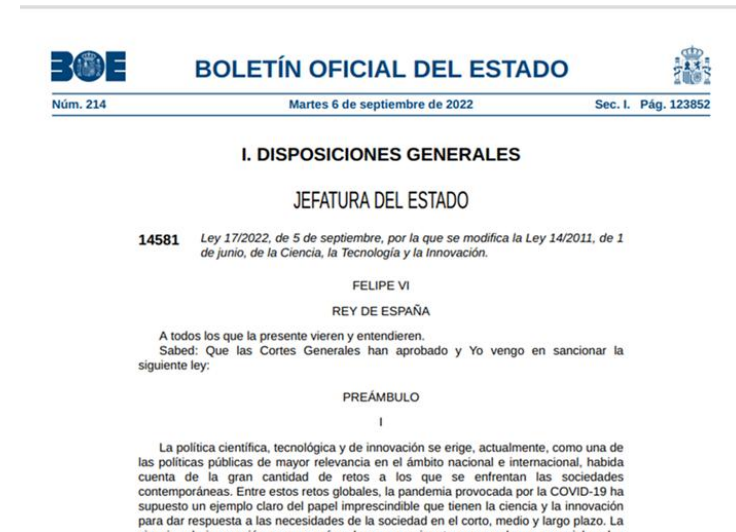 BOE
BOLETÍN OFICIAL DEL ESTADO
Núm. 214 Martes 6 de septiembre de 2022 Sec. I. Pág. 123852
I. DISPOSICIONES GENERALES
JEFATURA DEL ESTADO
14581 Ley 17/2022, de 5 de septiembre, por la que se modifica la Ley 14/2011, de 1
de junio, de la Ciencia, la Tecnología y la Innovación.
FELIPE VI
REY DE ESPAÑA
A todos los que la presente vieren y entendieren.
Sabed: Que las Cortes Generales han aprobado y Yo vengo en sancionar la
siguiente ley:
PREÁMBULO
I
La política científica, tecnológica y de innovación se erige, actualmente, como una de
las políticas públicas de mayor relevancia en el ámbito nacional e internacional, habida
cuenta de la gran cantidad de retos a los que se enfrentan las sociedades
contemporáneas. Entre estos retos globales, la pandemia provocada por la COVID-19 ha
supuesto un ejemplo claro del papel imprescindible que tienen la ciencia y la innovación
para dar respuesta a las necesidades de la sociedad en el corto, medio y largo plazo. La